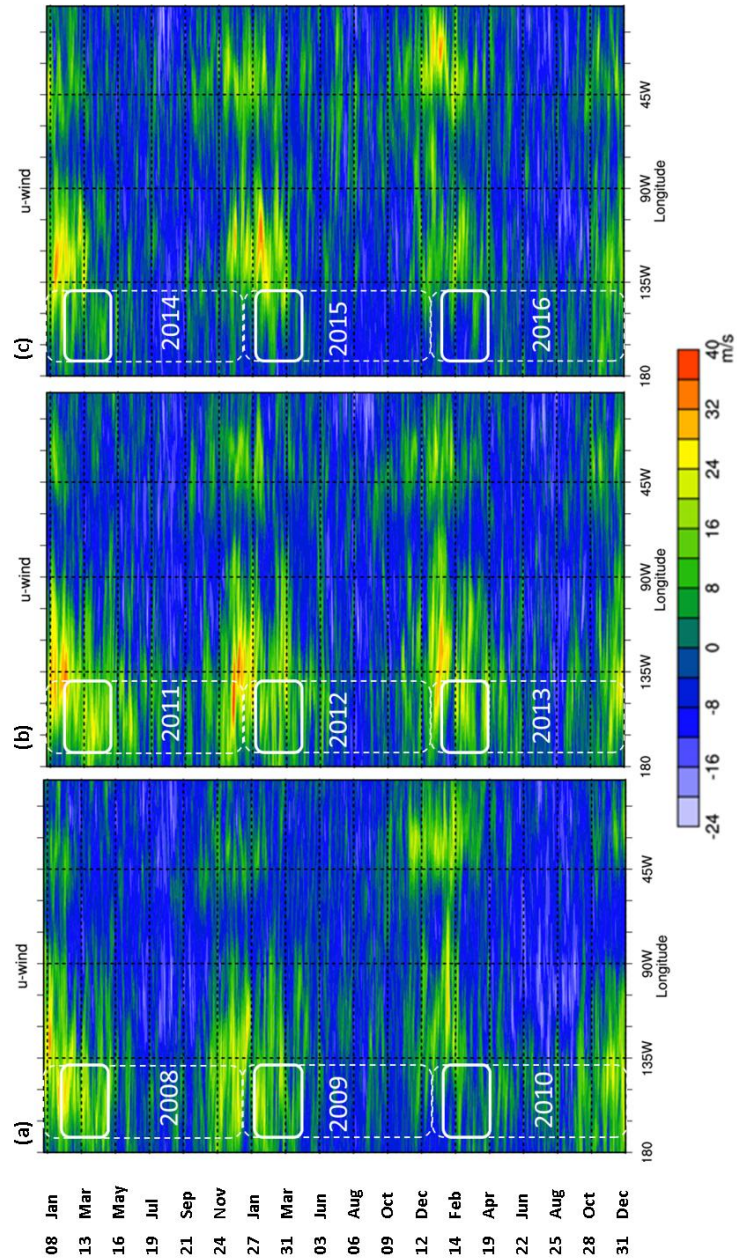 (a)
(b)
(c)
u-wind
u-wind
u-wind
08 Jan
13 Mar
16 May
19 Jul
21 Sep
24 Nov
27 Jan
31 Mar
03 Jun
06 Aug
09 Oct
12 Dec
14 Feb
19 Apr
22 Jun
25 Aug
28 Oct
31 Dec
2008
2009
2010
2011
2012
2013
2014
2015
2016
180 135W 90W 45W
Longitude
180 135W 90W 45W
Longitude
180 135W 90W 45W
Longitude
-24 -16 -8 0 8 16 24 32 40
m/s